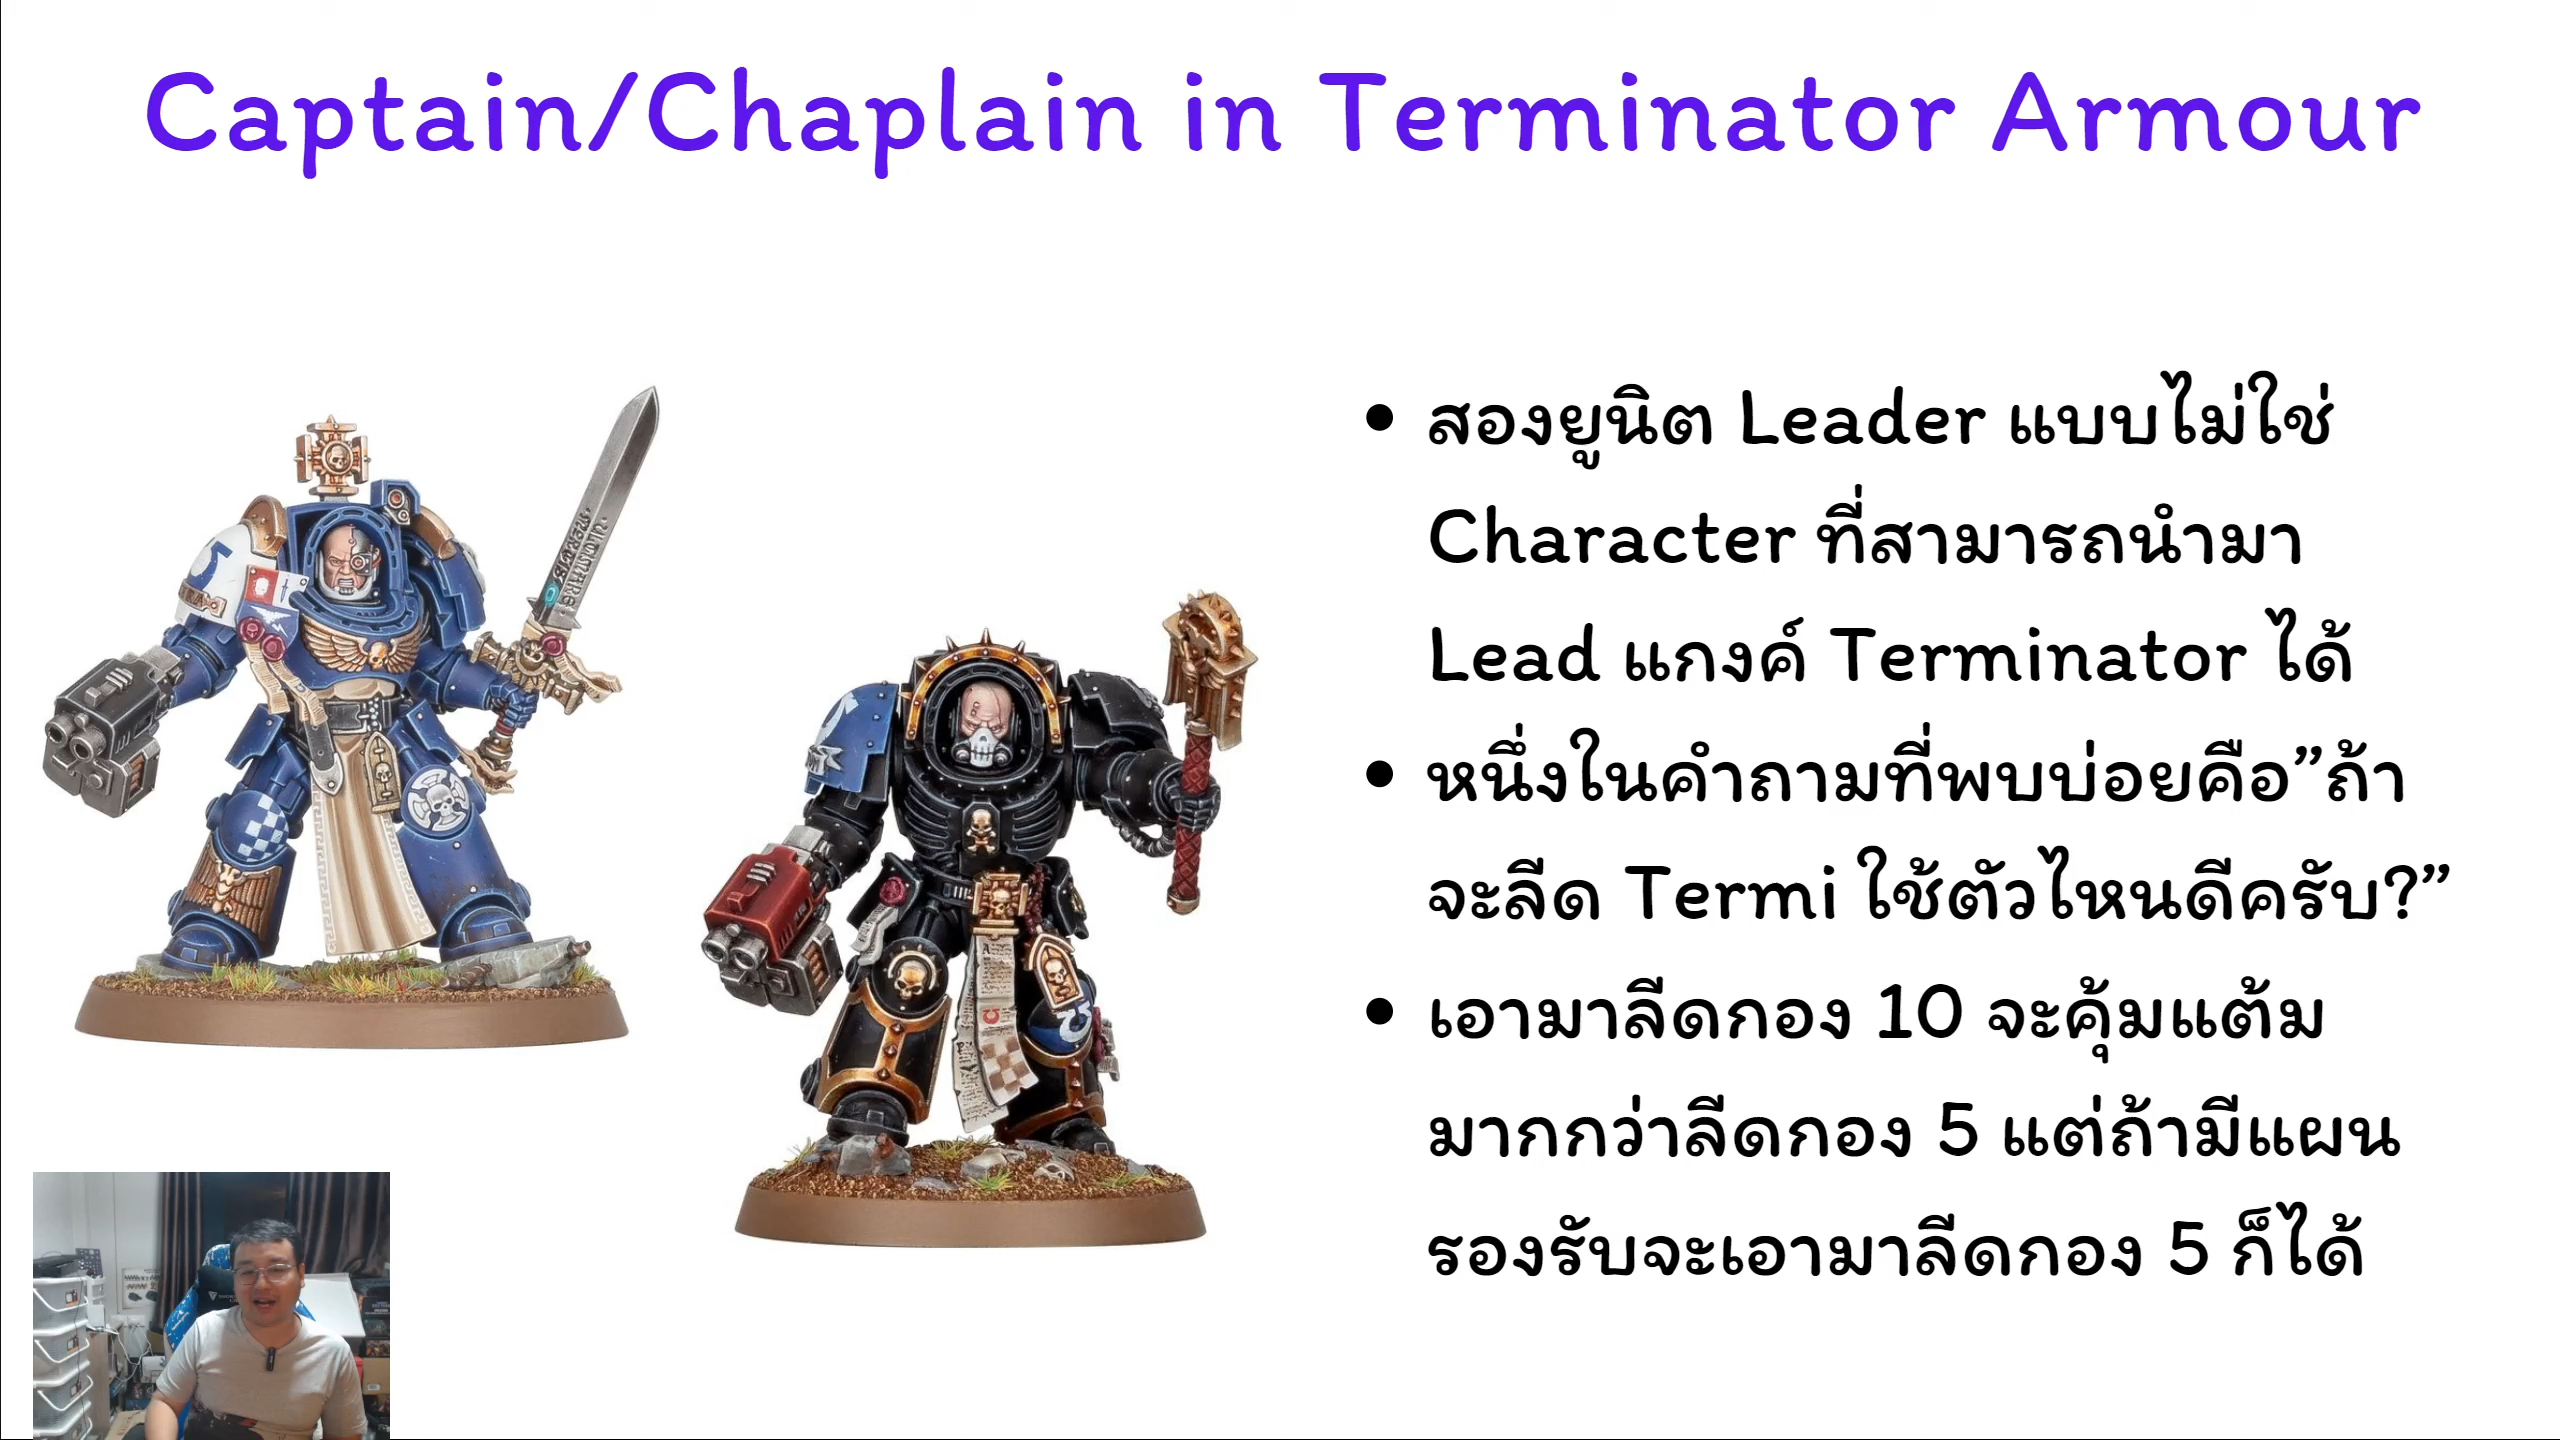 Captain/Chaplain in Terminator Armour
• สองยูนิต Leader แบบไม่ใช่
Character ที่สามารถนำมา
Lead แกงค์ Terminator ได้
• หนึ่งในคำถามที่พบบ่อยคือ”ถ้า
จะลีด Termi ใช้ตัวไหนดีครับ?”
• เอามาลีดกอง 10 จะคุ้มแต้ม
มากกว่าลีดกอง 5 แต่ถ้ามีแผน
รองรับจะเอามาลีดกอง 5 ก็ได้